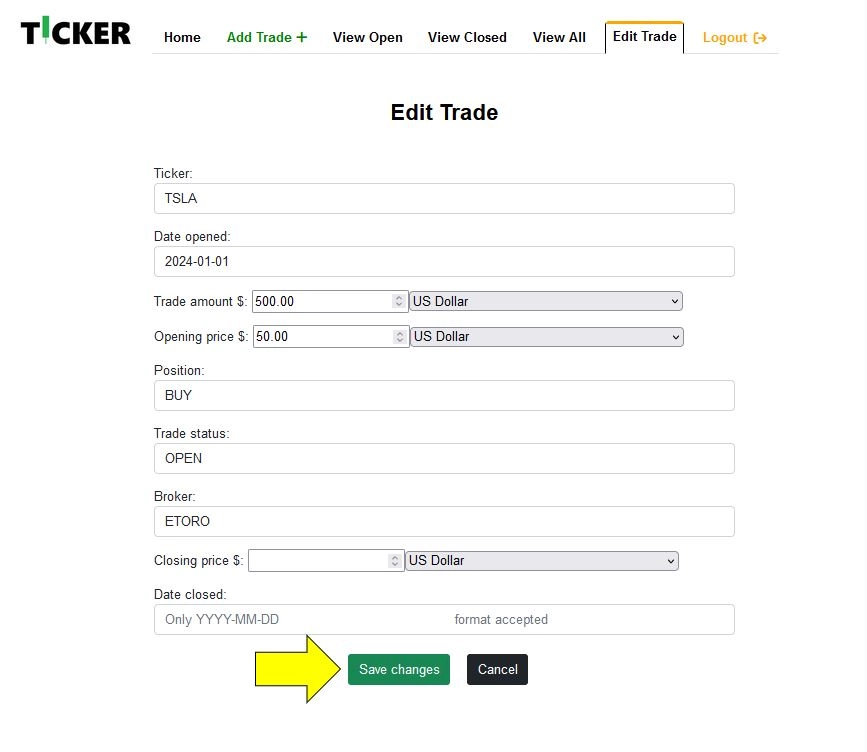 TICKER
Home Add Trade + View Open View Closed View All Edit Trade Logout
Edit Trade
Ticker:
TSLA
Date opened:
2024-01-01
Trade amount $: 500.00 US Dollar
Opening price $: 50.00 US Dollar
Position:
BUY
Trade status:
OPEN
Broker:
ETORO
Closing price $: US Dollar
Date closed:
Only YYYY-MM-DD format accepted
Save changes Cancel